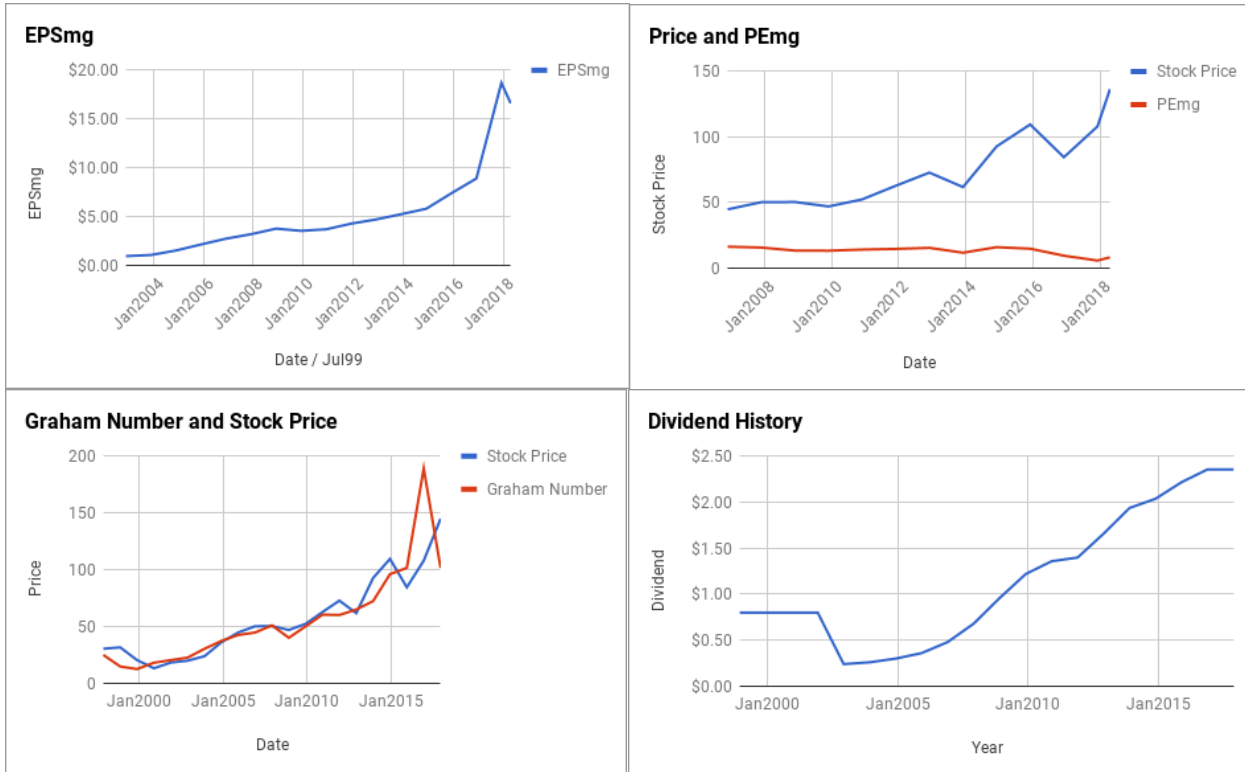 EPSmg
EPSmg
$20.00
$15.00
$10.00
$5.00
$0.00
EPSmg
Jan2004
Jan2006
Jan2008
Jan2010
Jan2012
Jan2014
Jan2016
Jan2018
Date / Jul99
Price and PEmg
Stock Price
PEmg
150
100
50
0
Stock Price
Jan2008
Jan2010
Jan2012
Jan2014
Jan2016
Jan2018
Date
Graham Number and Stock Price
Stock Price
Graham Number
200
150
100
50
0
Price
Jan2000
Jan2005
Jan2010
Jan2015
Date
Dividend History
$2.50
$2.00
$1.50
$1.00
$0.50
$0.00
Dividend
Jan2000
Jan2005
Jan2010
Jan2015
Year